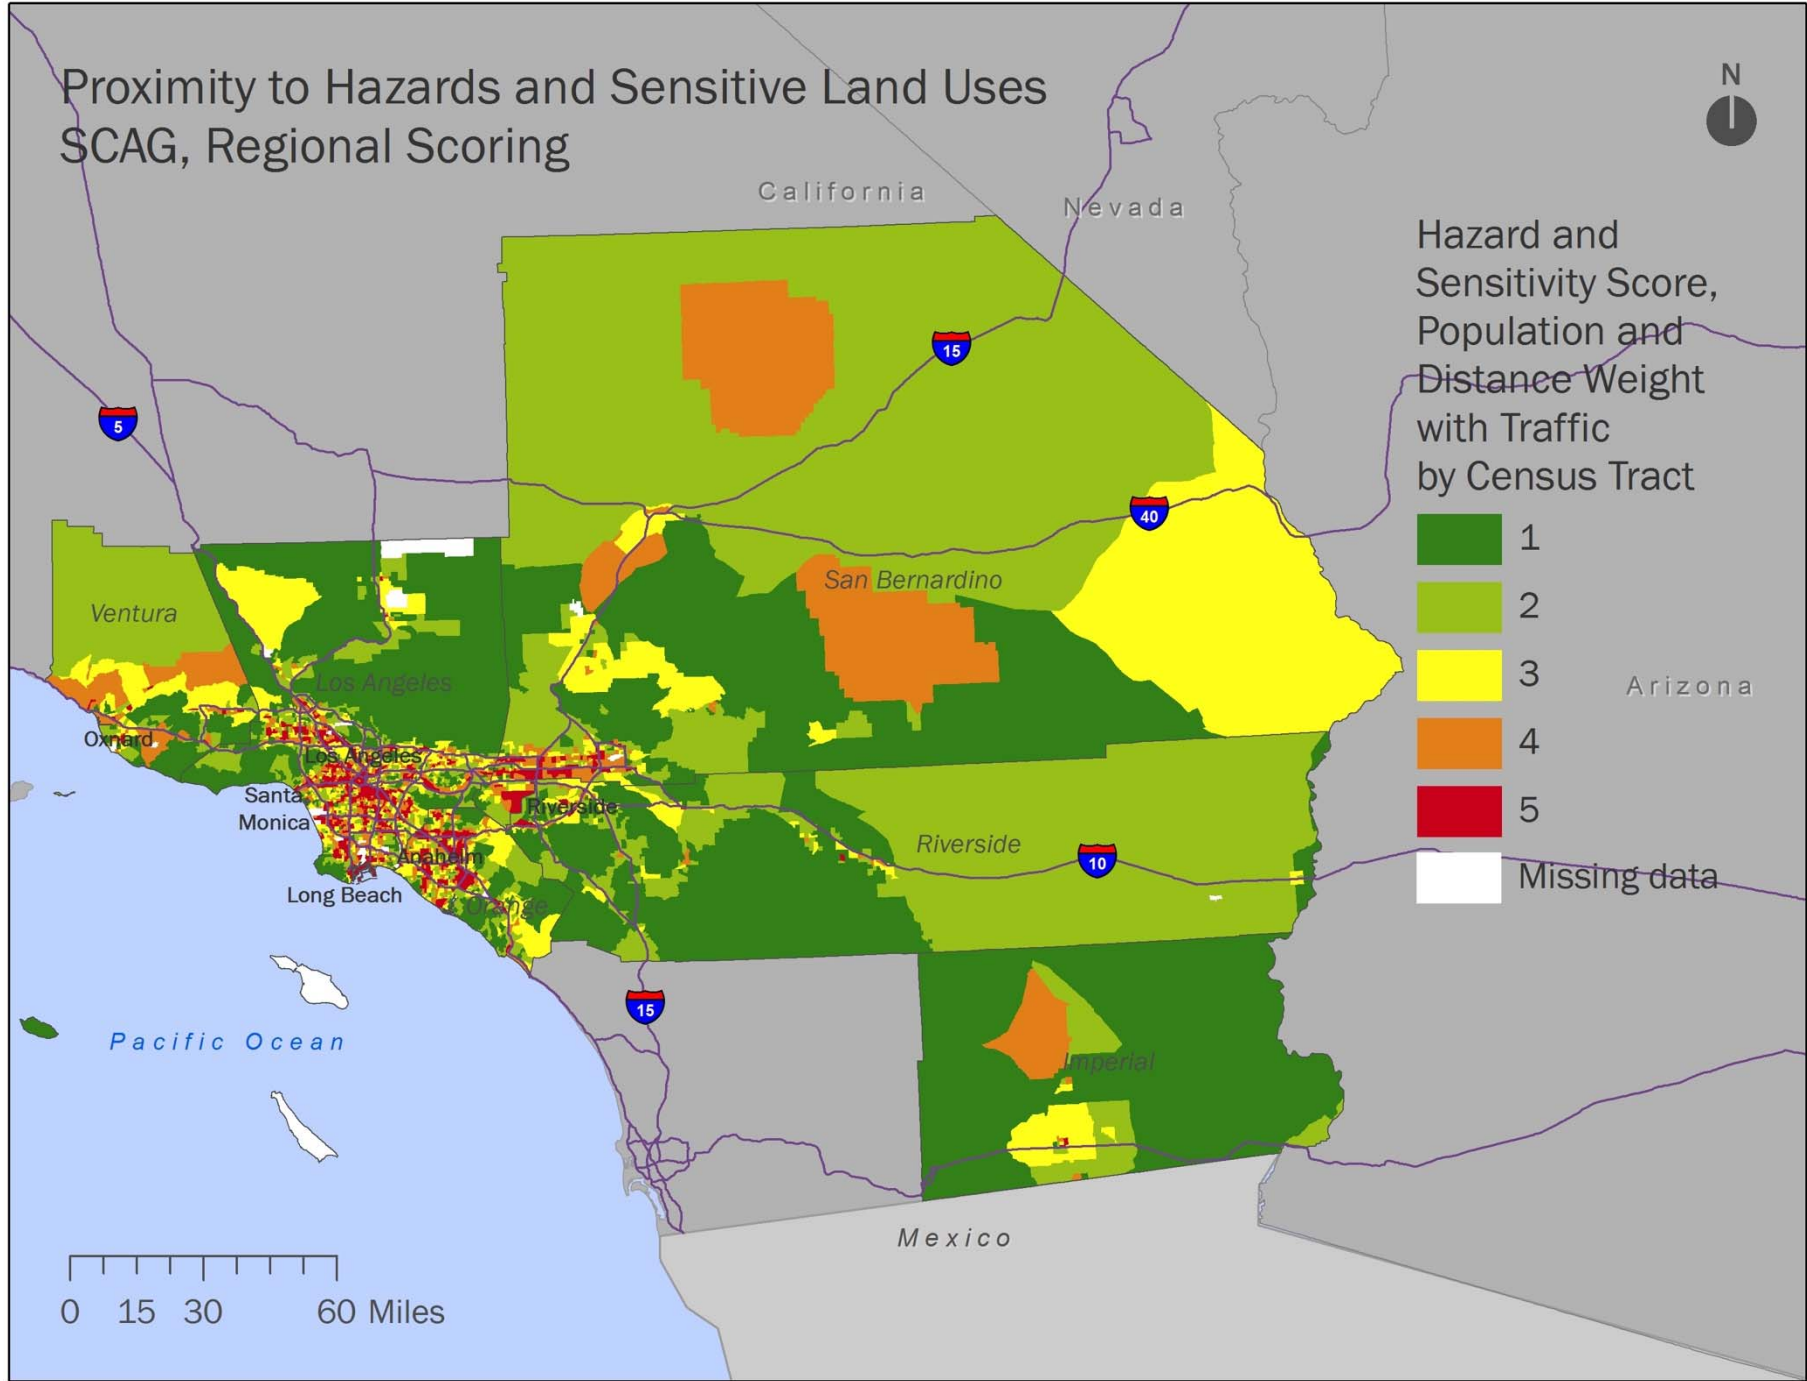 Proximity to Hazards and Sensitive Land Uses
SCAG, Regional Scoring
N
California
Nevada
Hazard and
Sensitivity Score,
Population and
Distance Weight
with Traffic
by Census Tract
1
2
3
4
5
Missing data
15
5
40
San Bernardino
Ventura
Los Angeles
Arizona
Oxnard
Los Angeles
Santa
Monica
Riverside
Riverside
10
Anaheim
Long Beach
Orange
15
Pacific Ocean
Imperial
Mexico
0 15 30 60 Miles